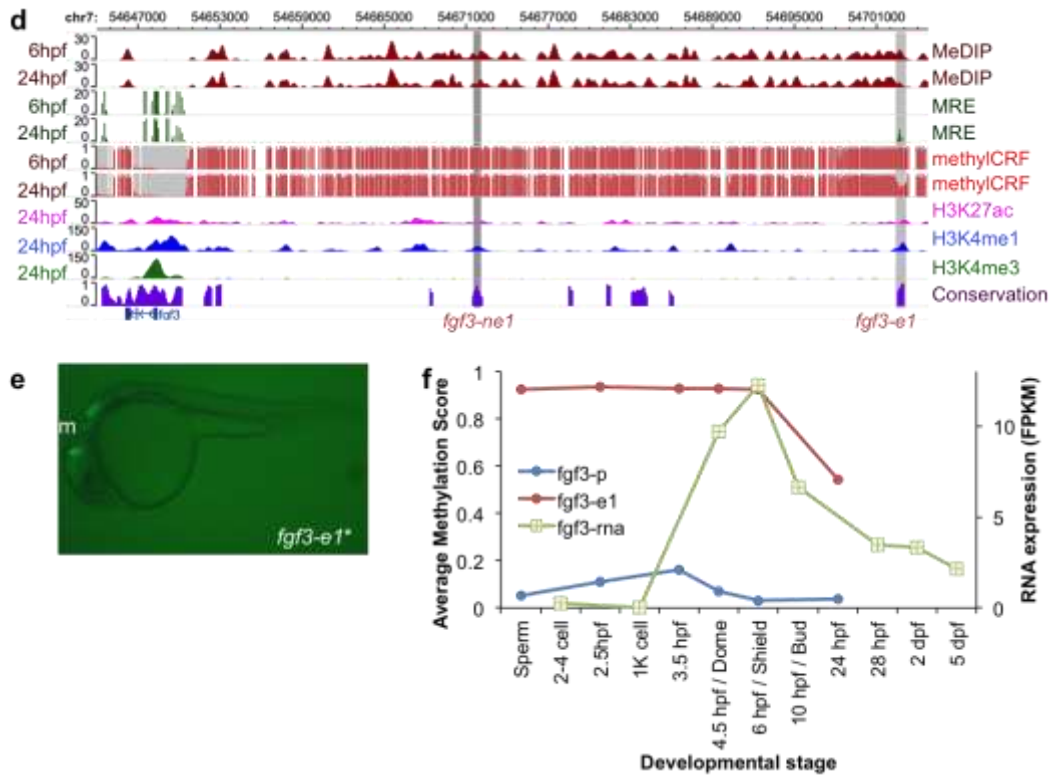 d
chr7: 54647000 54653000 54659000 54665000 54671000 54677000 54683000 54689000 54695000 54701000
6hpf 30 0 MeDIP
24hpf 30 0 MeDIP
6hpf 20 0 MRE
24hpf 20 0 MRE
6hpf 1 0 methylCRF
24hpf 1 0 methylCRF
24hpf 50 0 H3K27ac
24hpf 150 0 H3K4me1
24hpf 150 0 H3K4me3
1 0 Conservation
fgf3
fgf3-ne1 fgf3-e1
e
m
fgf3-e1*
f
Average Methylation Score
1
0.8
0.6
0.4
0.2
0
fgf3-p
fgf3-e1
fgf3-rna
10
5
0
RNA expression (FPKM)
Sperm
2-4 cell
2.5hpf
1K cell
3.5 hpf
4.5 hpf / Dome
6 hpf / Shield
10 hpf / Bud
24 hpf
28 hpf
2 dpf
5 dpf
Developmental stage